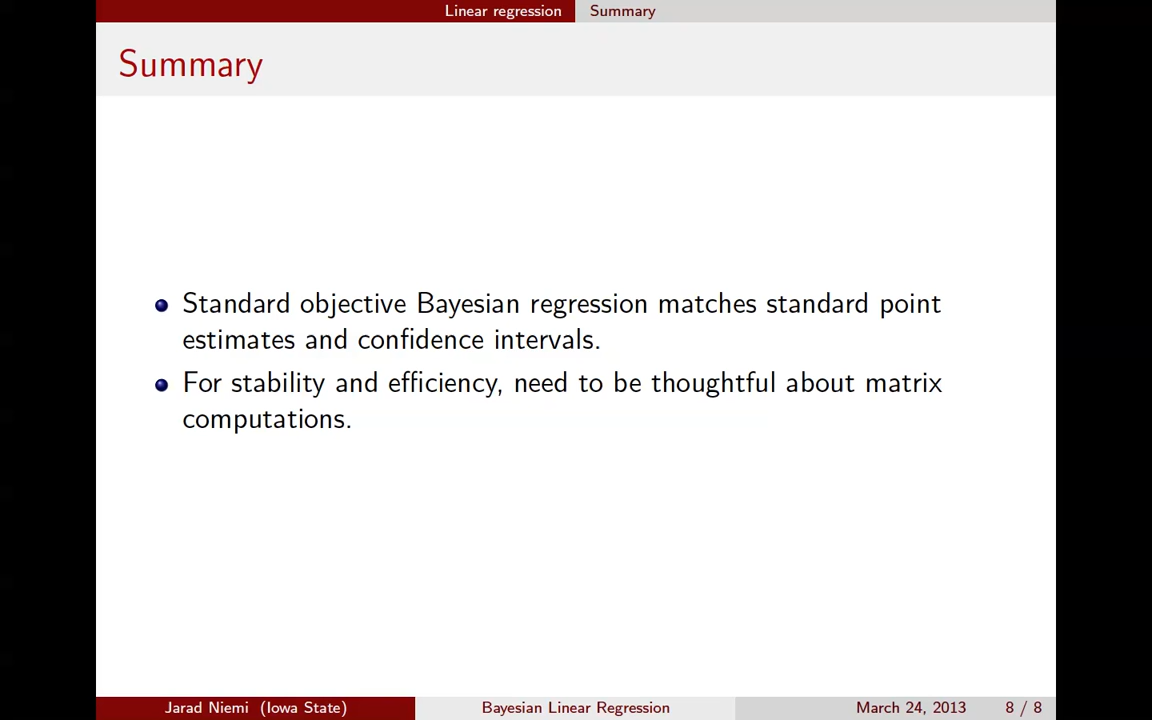 Linear regression Summary
Summary
Standard objective Bayesian regression matches standard point
estimates and confidence intervals.
For stability and efficiency, need to be thoughtful about matrix
computations.
Jarad Niemi (Iowa State) Bayesian Linear Regression March 24, 2013 8 / 8